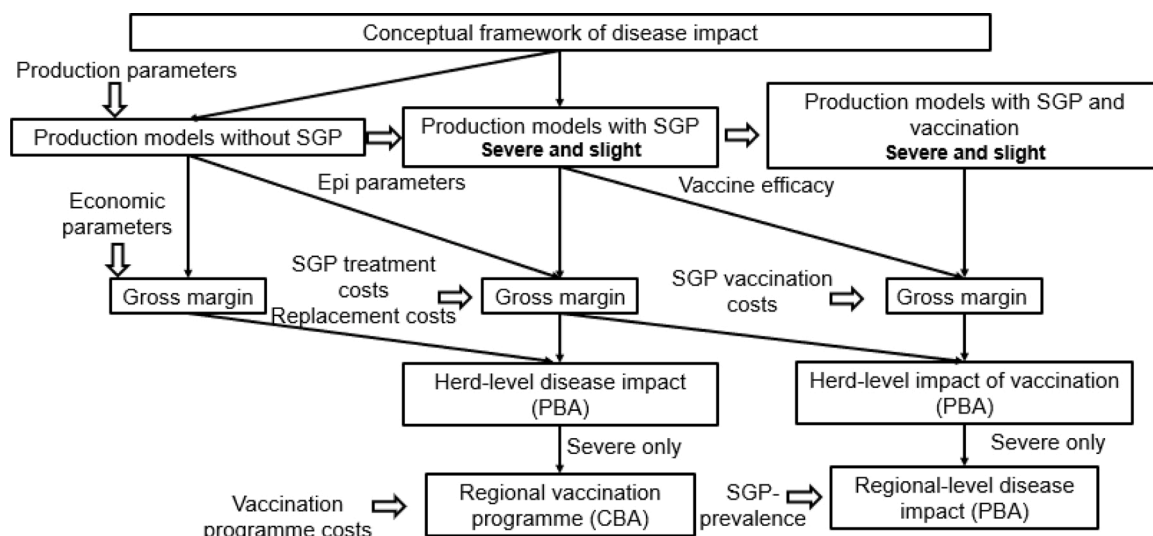 Conceptual framework of disease impact
Production parameters
Production models without SGP
Production models with SGP
Severe and slight
Production models with SGP and
vaccination
Severe and slight
Epi parameters
Vaccine efficacy
Economic
parameters
Gross margin
SGP treatment
costs
Replacement costs
Gross margin
SGP vaccination
costs
Gross margin
Herd-level disease impact
(PBA)
Herd-level impact of vaccination
(PBA)
Severe only
Severe only
Vaccination
programme costs
Regional vaccination
programme (CBA)
SGP-
prevalence
Regional-level disease
impact (PBA)